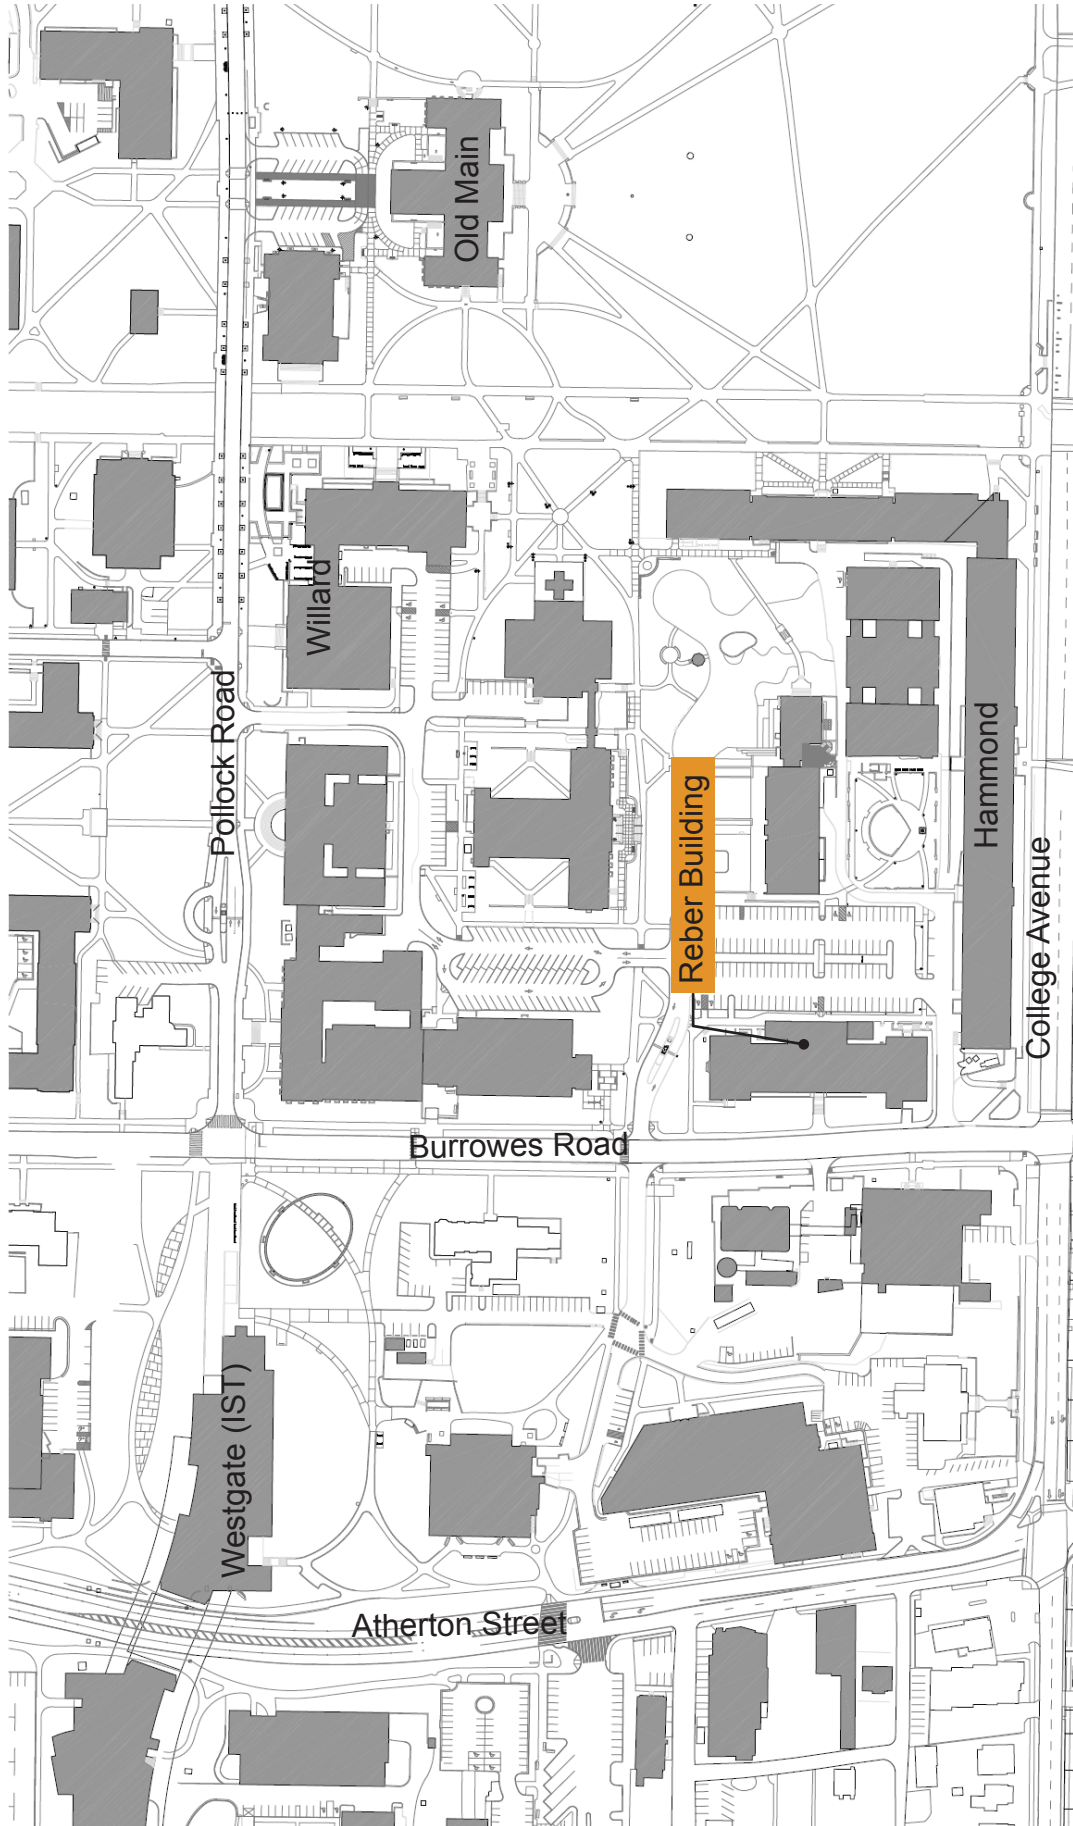 Old Main
Willard
Pollock Road
Hammond
Reber Building
College Avenue
Burrowes Road
Westgate (IST)
Atherton Street